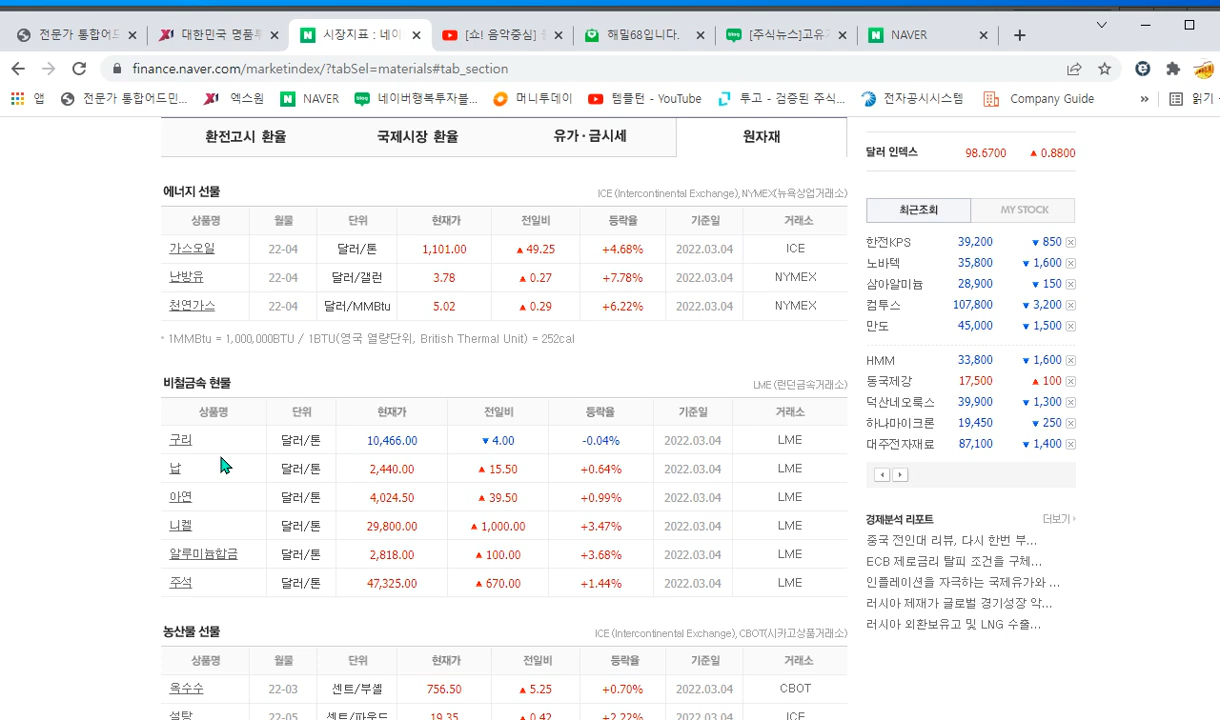 전문가 통합어드
대한민국 명품투
시장지표 : 네이
[쇼! 음악중심]
해밀68입니다.
[주식뉴스]고유가
NAVER
finance.naver.com/marketindex/?tabSel=materials#tab_section
앱
전문가 통합어드민...
엑스원
NAVER
네이버행복투자블...
머니투데이
템플턴 - YouTube
투고 - 검증된 주식...
전자공시시스템
Company Guide
»
읽기
환전고시 환율 국제시장 환율 유가·금시세 원자재
달러 인덱스 98.6700 ▲ 0.8800
에너지 선물 ICE (Intercontinental Exchange), NYMEX(뉴욕상업거래소)
상품명 월물 단위 현재가 전일비 등락율 기준일 거래소
가스오일 22-04 달러/톤 1,101.00 ▲ 49.25 +4.68% 2022.03.04 ICE
난방유 22-04 달러/갤런 3.78 ▲ 0.27 +7.78% 2022.03.04 NYMEX
천연가스 22-04 달러/MMBtu 5.02 ▲ 0.29 +6.22% 2022.03.04 NYMEX
* 1MMBtu = 1,000,000BTU / 1BTU(영국 열량단위, British Thermal Unit) = 252cal
비철금속 현물 LME (런던금속거래소)
상품명 단위 현재가 전일비 등락율 기준일 거래소
구리 달러/톤 10,466.00 ▼ 4.00 -0.04% 2022.03.04 LME
납 달러/톤 2,440.00 ▲ 15.50 +0.64% 2022.03.04 LME
아연 달러/톤 4,024.50 ▲ 39.50 +0.99% 2022.03.04 LME
니켈 달러/톤 29,800.00 ▲ 1,000.00 +3.47% 2022.03.04 LME
알루미늄합금 달러/톤 2,818.00 ▲ 100.00 +3.68% 2022.03.04 LME
주석 달러/톤 47,325.00 ▲ 670.00 +1.44% 2022.03.04 LME
농산물 선물 ICE (Intercontinental Exchange), CBOT(시카고상품거래소)
상품명 월물 단위 현재가 전일비 등락율 기준일 거래소
옥수수 22-03 센트/부셸 756.50 ▲ 5.25 +0.70% 2022.03.04 CBOT
설탕 22-05 센트/파운드 19.35 ▲ 0.42 +2.22% 2022.03.04 ICE
최근조회 MY STOCK
한전KPS 39,200 ▼ 850
노바텍 35,800 ▼ 1,600
삼아알미늄 28,900 ▼ 150
컴투스 107,800 ▼ 3,200
만도 45,000 ▼ 1,500
HMM 33,800 ▼ 1,600
동국제강 17,500 ▲ 100
덕산네오룩스 39,900 ▼ 1,300
하나마이크론 19,450 ▼ 250
대주전자재료 87,100 ▼ 1,400
경제분석 리포트 더보기
중국 전인대 리뷰, 다시 한번 부...
ECB 제로금리 탈피 조건을 구체...
인플레이션을 자극하는 국제유가와 ...
러시아 제재가 글로벌 경기성장 악...
러시아 외환보유고 및 LNG 수출...